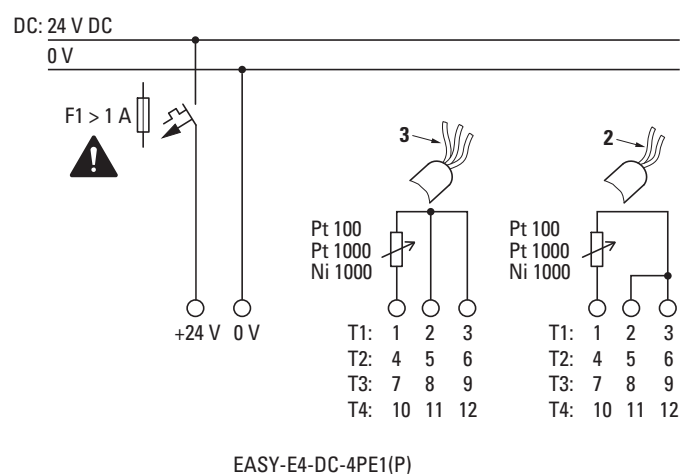 DC: 24 V DC
0 V
F1 > 1 A
3
2
Pt 100
Pt 1000
Ni 1000
Pt 100
Pt 1000
Ni 1000
+24 V 0 V
T1: 1 2 3
T2: 4 5 6
T3: 7 8 9
T4: 10 11 12
T1: 1 2 3
T2: 4 5 6
T3: 7 8 9
T4: 10 11 12
EASY-E4-DC-4PE1(P)